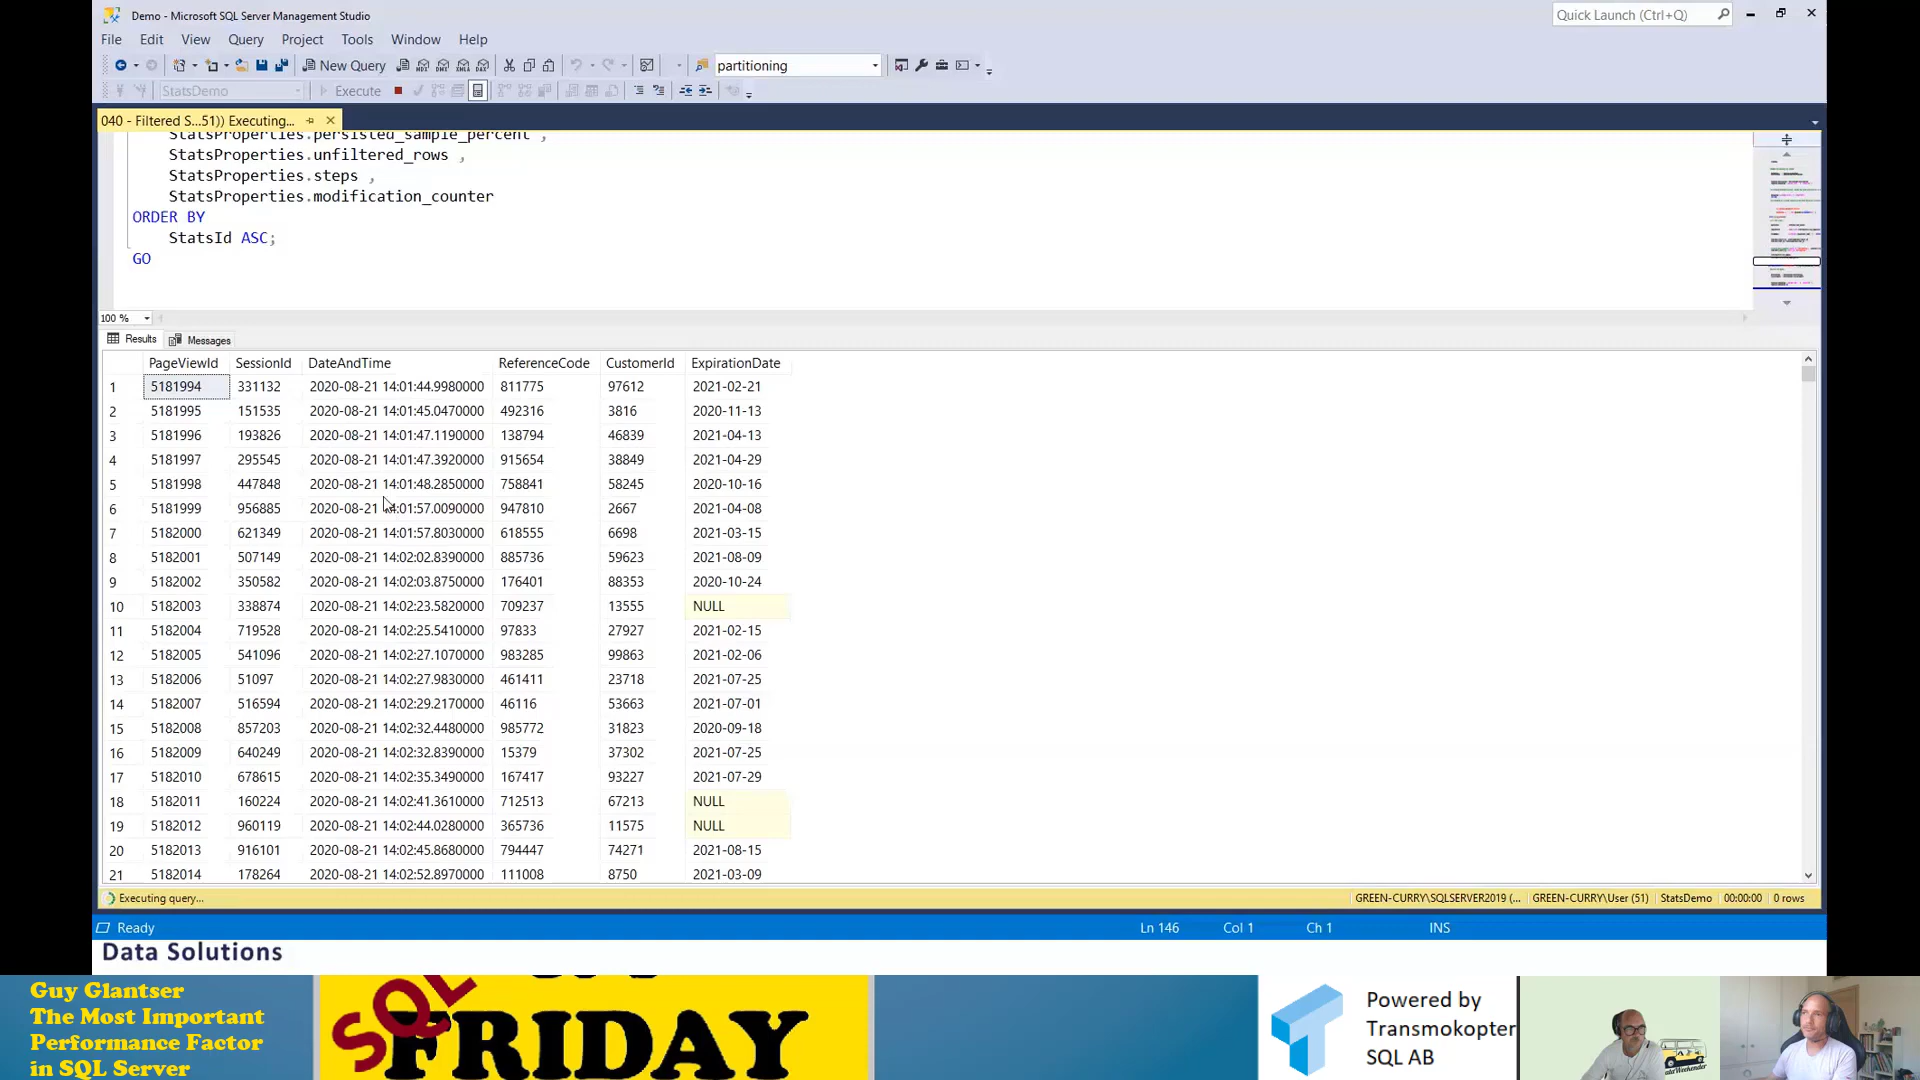 Demo - Microsoft SQL Server Management Studio
Quick Launch (Ctrl+Q)
File Edit View Query Project Tools Window Help
New Query
partitioning
StatsDemo
Execute
040 - Filtered S...51)) Executing...
StatsProperties.persisted_sample_percent ,
StatsProperties.unfiltered_rows ,
StatsProperties.steps ,
StatsProperties.modification_counter
ORDER BY
StatsId ASC;
GO
100 %
Results Messages
PageViewId SessionId DateAndTime ReferenceCode CustomerId ExpirationDate
1 5181994 331132 2020-08-21 14:01:44.9980000 811775 97612 2021-02-21
2 5181995 151535 2020-08-21 14:01:45.0470000 492316 3816 2020-11-13
3 5181996 193826 2020-08-21 14:01:47.1190000 138794 46839 2021-04-13
4 5181997 295545 2020-08-21 14:01:47.3920000 915654 38849 2021-04-29
5 5181998 447848 2020-08-21 14:01:48.2850000 758841 58245 2020-10-16
6 5181999 956885 2020-08-21 14:01:57.0090000 947810 2667 2021-04-08
7 5182000 621349 2020-08-21 14:01:57.8030000 618555 6698 2021-03-15
8 5182001 507149 2020-08-21 14:02:02.8390000 885736 59623 2021-08-09
9 5182002 350582 2020-08-21 14:02:03.8750000 176401 88353 2020-10-24
10 5182003 338874 2020-08-21 14:02:23.5820000 709237 13555 NULL
11 5182004 719528 2020-08-21 14:02:25.5410000 97833 27927 2021-02-15
12 5182005 541096 2020-08-21 14:02:27.1070000 983285 99863 2021-02-06
13 5182006 51097 2020-08-21 14:02:27.9830000 461411 23718 2021-07-25
14 5182007 516594 2020-08-21 14:02:29.2170000 46116 53663 2021-07-01
15 5182008 857203 2020-08-21 14:02:32.4480000 985772 31823 2020-09-18
16 5182009 640249 2020-08-21 14:02:32.8390000 15379 37302 2021-07-25
17 5182010 678615 2020-08-21 14:02:35.3490000 167417 93227 2021-07-29
18 5182011 160224 2020-08-21 14:02:41.3610000 712513 67213 NULL
19 5182012 960119 2020-08-21 14:02:44.0280000 365736 11575 NULL
20 5182013 916101 2020-08-21 14:02:45.8680000 794447 74271 2021-08-15
21 5182014 178264 2020-08-21 14:02:52.8970000 111008 8750 2021-03-09
Executing query... GREEN-CURRY\SQLSERVER2019 (... GREEN-CURRY\User (51) StatsDemo 00:00:00 0 rows
Ready Ln 146 Col 1 Ch 1 INS
Data Solutions
Guy Glantser
The Most Important
Performance Factor
in SQL Server
SQL
FRIDAY
Powered by
Transmokopter
SQL AB